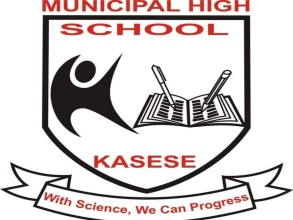 MUNICIPAL HIGH
SCHOOL
KASESE
With Science, We Can Progress